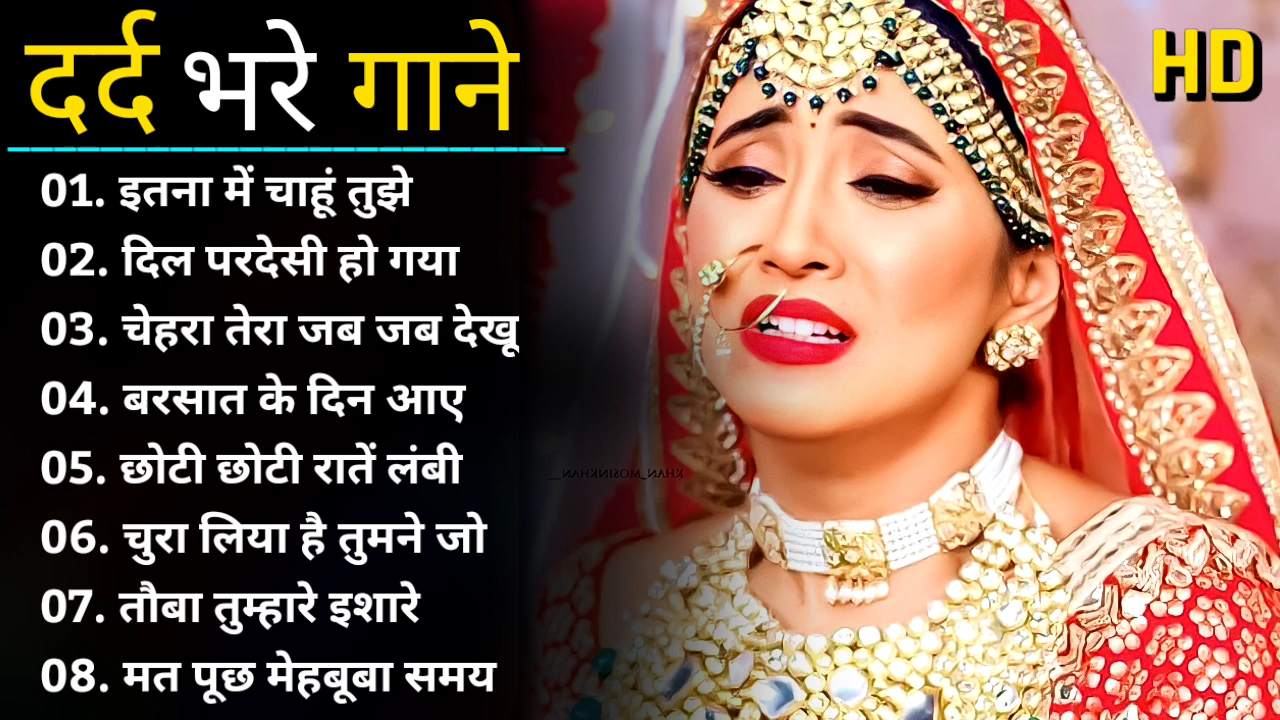 दर्द भरे गाने
HD
01. इतना में चाहूं तुझे
02. दिल परदेसी हो गया
03. चेहरा तेरा जब जब देखू
04. बरसात के दिन आए
05. छोटी छोटी रातें लंबी
06. चुरा लिया है तुमने जो
07. तौबा तुम्हारे इशारे
08. मत पूछ मेहबूबा समय
KHAN_MOSINKHAN__